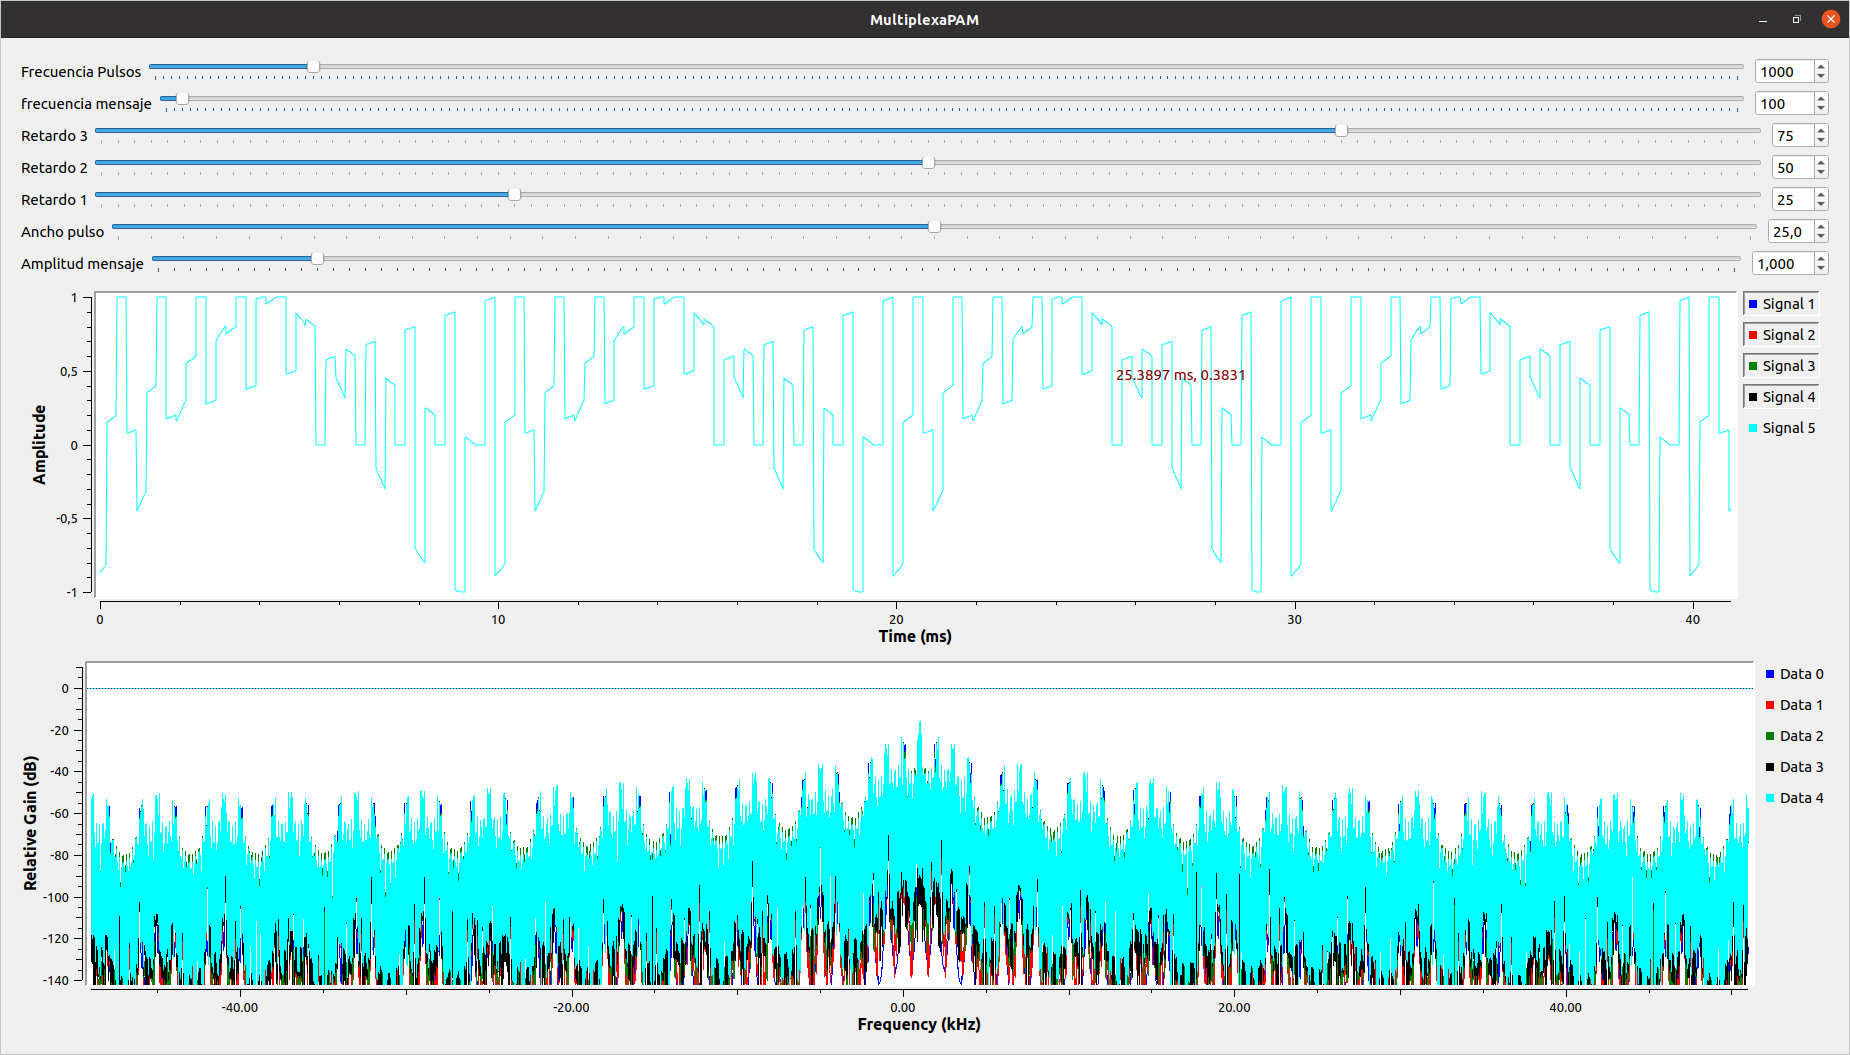 MultiplexaPAM
Frecuencia Pulsos 1000
frecuencia mensaje 100
Retardo 3 75
Retardo 2 50
Retardo 1 25
Ancho pulso 25,0
Amplitud mensaje 1,000
Amplitude
1
0,5
0
-0,5
-1
25.3897 ms, 0.3831
Signal 1
Signal 2
Signal 3
Signal 4
Signal 5
0 10 20 30 40
Time (ms)
Relative Gain (dB)
0
-20
-40
-60
-80
-100
-120
-140
Data 0
Data 1
Data 2
Data 3
Data 4
-40.00 -20.00 0.00 20.00 40.00
Frequency (kHz)